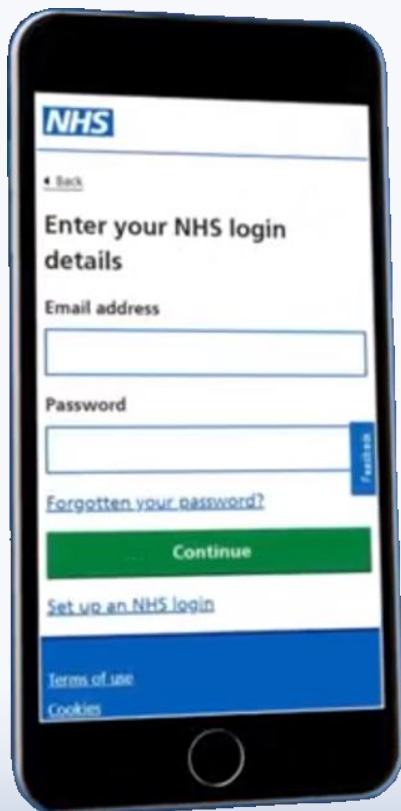 NHS
Back
Enter your NHS login
details
Email address
Password
Feedback
Forgotten your password?
Continue
Set up an NHS login
Terms of use
Cookies